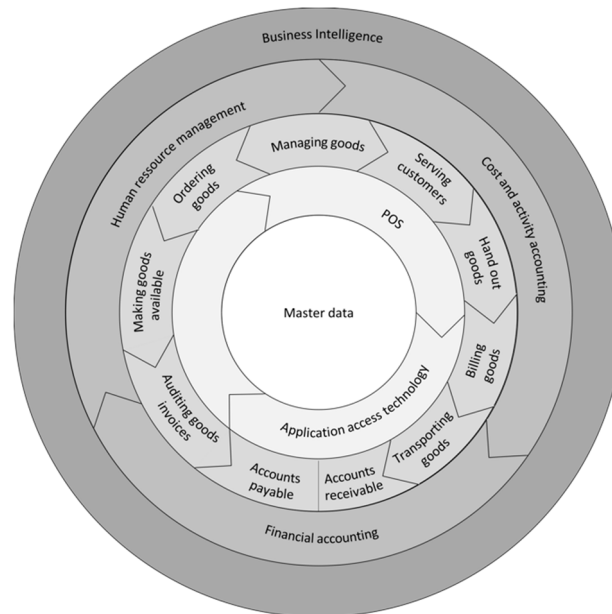 Business Intelligence
Human ressource management
Cost and activity accounting
Managing goods
Ordering
goods
Serving
customers
POS
Hand out
goods
Making goods
available
Master data
Billing
goods
Auditing goods
invoices
Application access technology
Transporting
goods
Accounts
payable
Accounts
receivable
Financial accounting